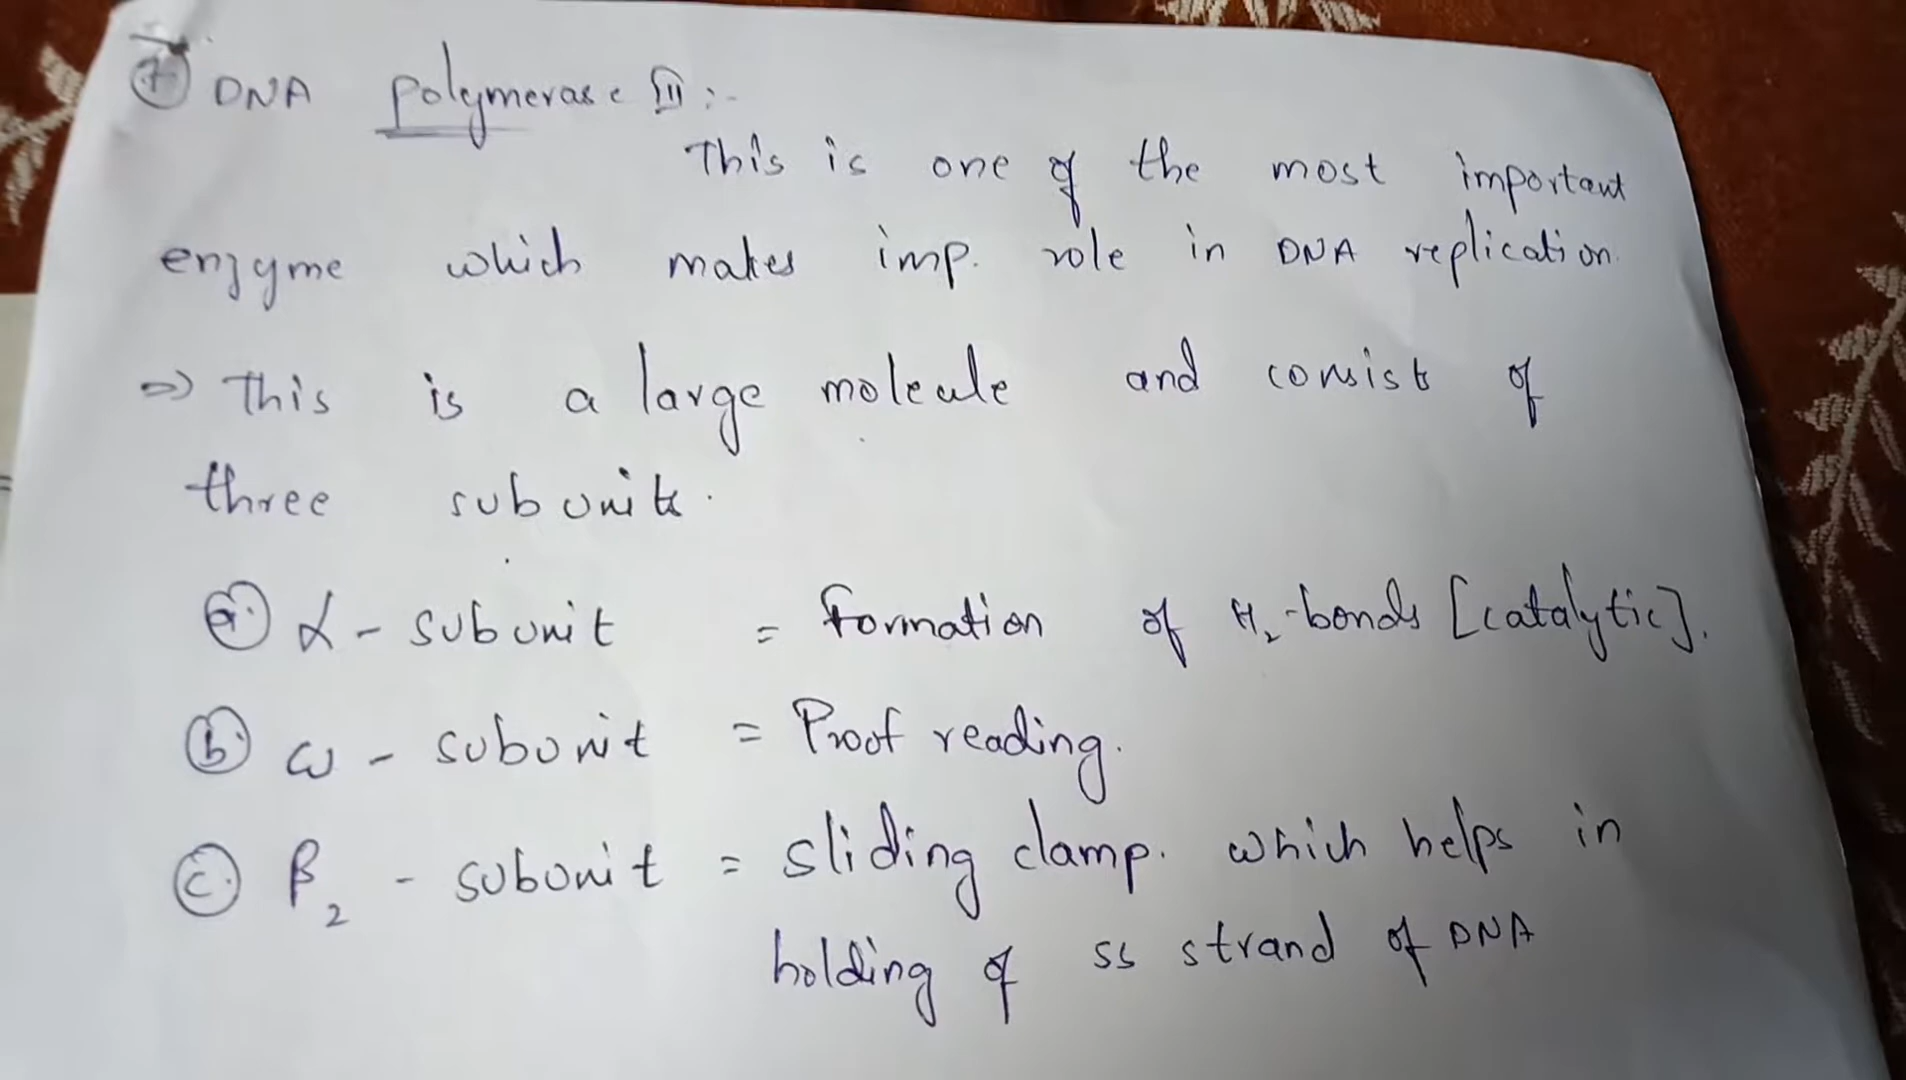 7 DNA polymerase III :-
This is one of the most important
enzyme which makes imp. role in DNA replication.
⇒ This is a large molecule and consists of
three subunits.
a. α - subunit = formation of H₂-bonds [catalytic].
b. ω - subunit = Proof reading.
c. β₂ - subunit = sliding clamp. which helps in
holding of ss strand of DNA